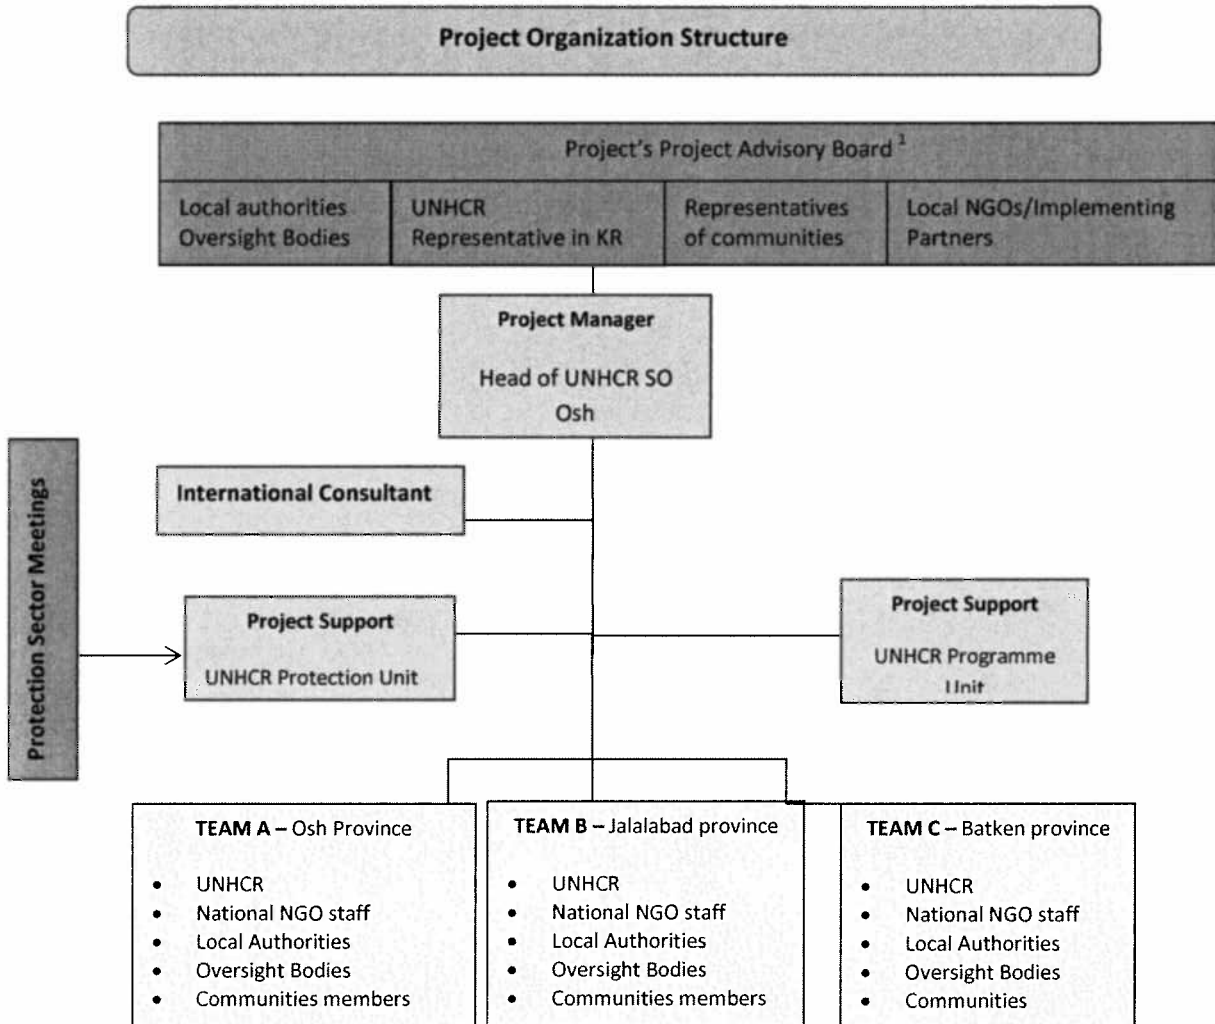 Project Organization Structure
Project's Project Advisory Board 1
Local authorities
Oversight Bodies
UNHCR
Representative in KR
Representatives
of communities
Local NGOs/Implementing
Partners
Project Manager
Head of UNHCR SO
Osh
Protection Sector Meetings
International Consultant
Project Support
UNHCR Protection Unit
Project Support
UNHCR Programme
Unit
TEAM A – Osh Province
• UNHCR
• National NGO staff
• Local Authorities
• Oversight Bodies
• Communities members
TEAM B – Jalalabad province
• UNHCR
• National NGO staff
• Local Authorities
• Oversight Bodies
• Communities members
TEAM C – Batken province
• UNHCR
• National NGO staff
• Local Authorities
• Oversight Bodies
• Communities